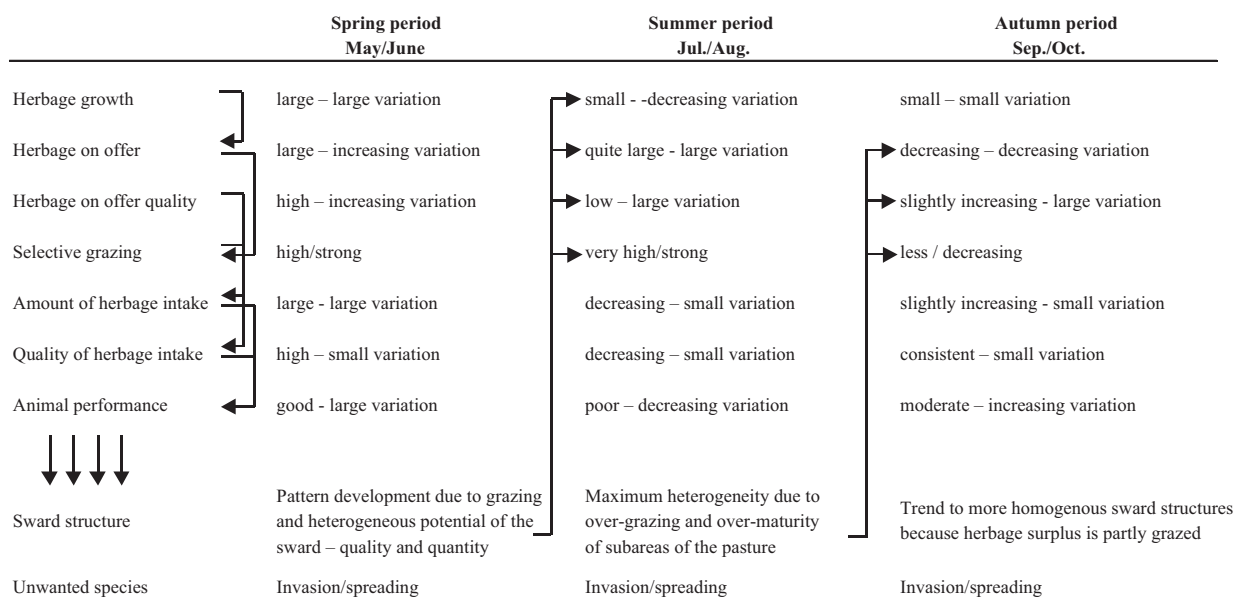 Spring period
May/June
Summer period
Jul./Aug.
Autumn period
Sep./Oct.
Herbage growth large – large variation small - -decreasing variation small – small variation
Herbage on offer large – increasing variation quite large - large variation decreasing – decreasing variation
Herbage on offer quality high – increasing variation low – large variation slightly increasing - large variation
Selective grazing high/strong very high/strong less / decreasing
Amount of herbage intake large - large variation decreasing – small variation slightly increasing - small variation
Quality of herbage intake high – small variation decreasing – small variation consistent – small variation
Animal performance good - large variation poor – decreasing variation moderate – increasing variation
Sward structure
Pattern development due to grazing
and heterogeneous potential of the
sward – quality and quantity
Maximum heterogeneity due to
over-grazing and over-maturity
of subareas of the pasture
Trend to more homogenous sward structures
because herbage surplus is partly grazed
Unwanted species Invasion/spreading Invasion/spreading Invasion/spreading